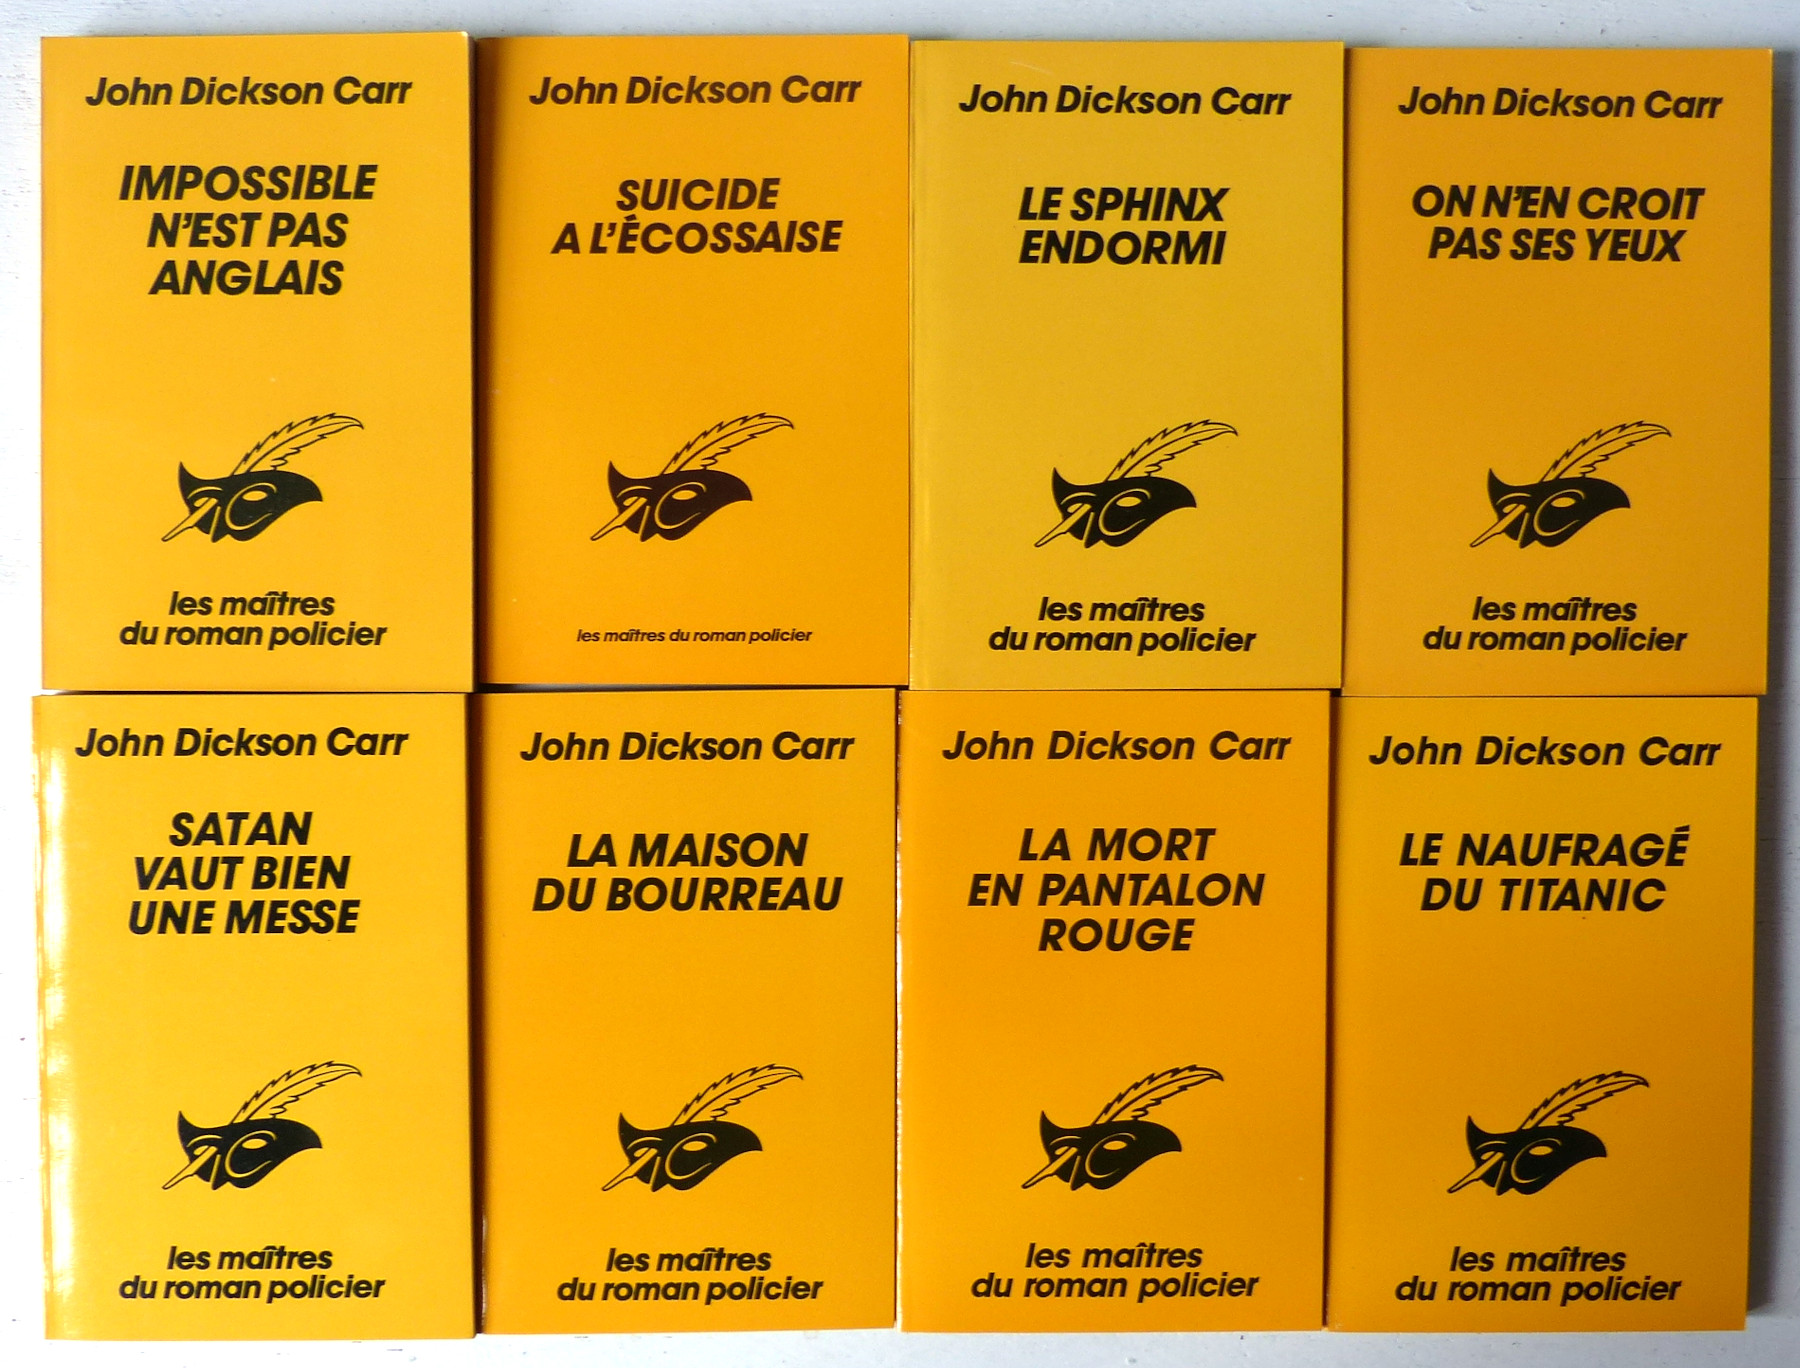 John Dickson Carr
IMPOSSIBLE
N'EST PAS
ANGLAIS
les maîtres
du roman policier
John Dickson Carr
SUICIDE
A L'ÉCOSSAISE
les maîtres du roman policier
John Dickson Carr
LE SPHINX
ENDORMI
les maîtres
du roman policier
John Dickson Carr
ON N'EN CROIT
PAS SES YEUX
les maîtres
du roman policier
John Dickson Carr
SATAN
VAUT BIEN
UNE MESSE
les maîtres
du roman policier
John Dickson Carr
LA MAISON
DU BOURREAU
les maîtres
du roman policier
John Dickson Carr
LA MORT
EN PANTALON
ROUGE
les maîtres
du roman policier
John Dickson Carr
LE NAUFRAGÉ
DU TITANIC
les maîtres
du roman policier